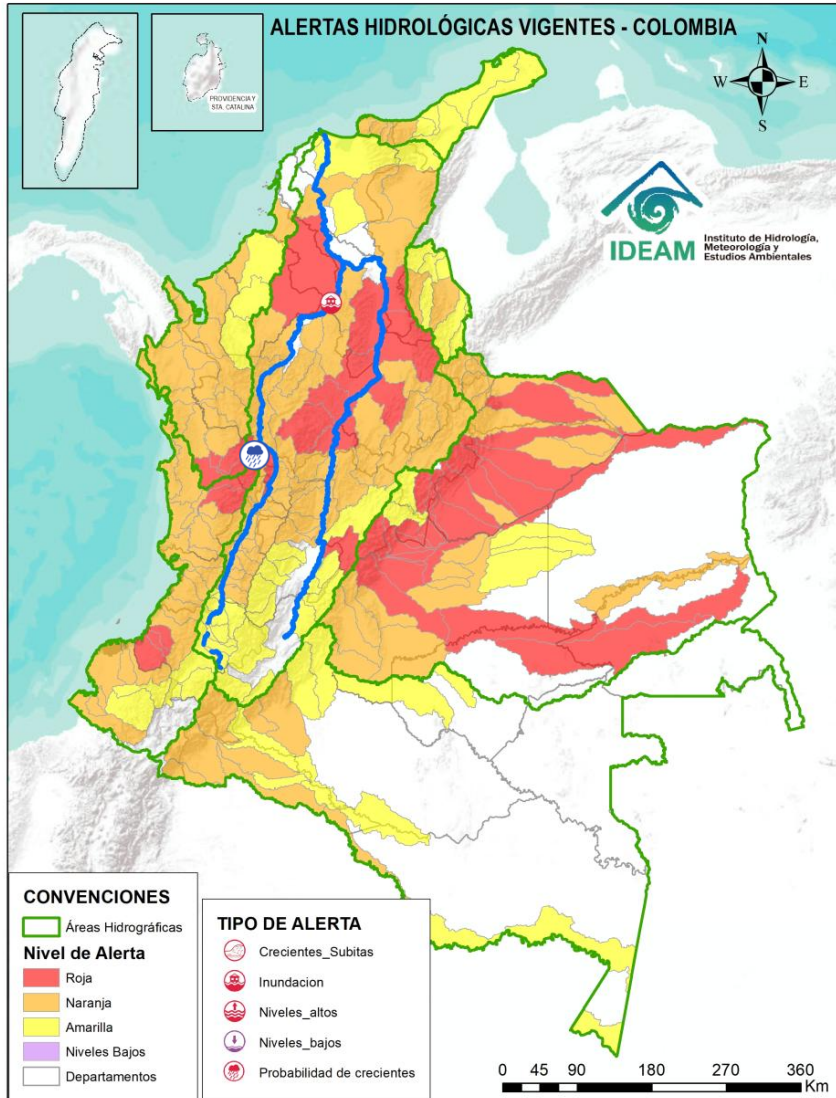 ALERTAS HIDROLÓGICAS VIGENTES - COLOMBIA
PROVIDENCIA Y
STA. CATALINA
N
W
E
S
IDEAM
Instituto de Hidrología,
Meteorología y
Estudios Ambientales
CONVENCIONES
Áreas Hidrográficas
Nivel de Alerta
Roja
Naranja
Amarilla
Niveles Bajos
Departamentos
TIPO DE ALERTA
Crecientes_Subitas
Inundacion
Niveles_altos
Niveles_bajos
Probabilidad de crecientes
0 45 90 180 270 360
Km